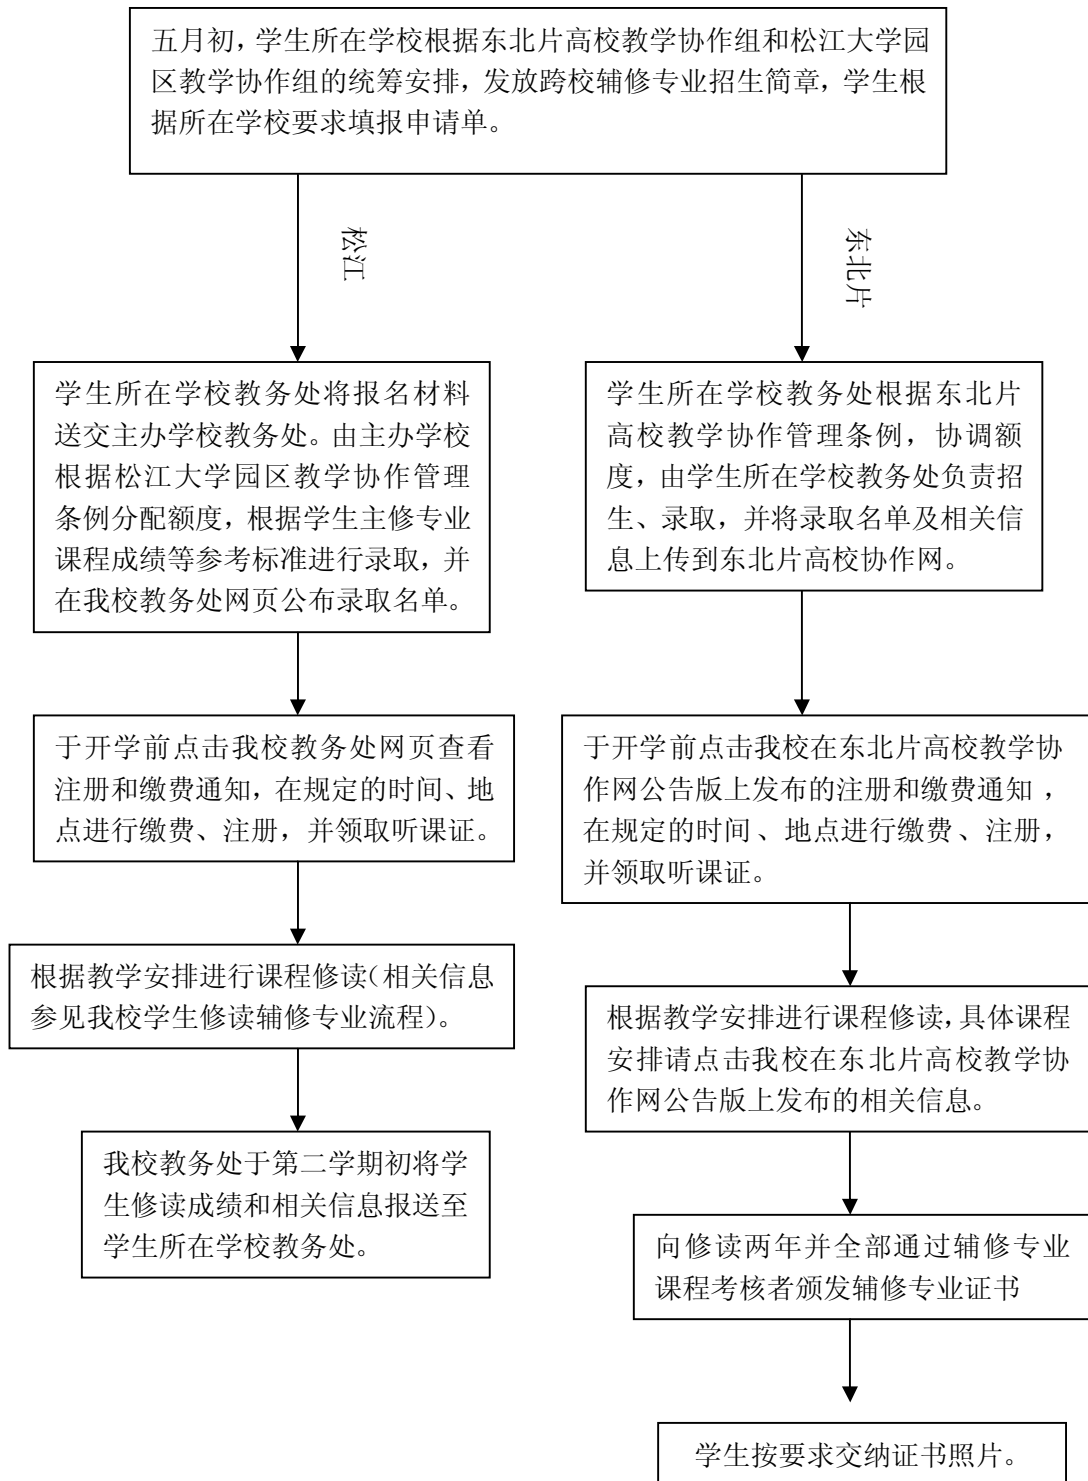 五月初，学生所在学校根据东北片高校教学协作组和松江大学园
区教学协作组的统筹安排，发放跨校辅修专业招生简章，学生根
据所在学校要求填报申请单。
松江
东北片
学生所在学校教务处将报名材料
送交主办学校教务处。由主办学校
根据松江大学园区教学协作管理
条例分配额度，根据学生主修专业
课程成绩等参考标准进行录取，并
在我校教务处网页公布录取名单。
学生所在学校教务处根据东北片
高校教学协作管理条例，协调额
度，由学生所在学校教务处负责招
生、录取，并将录取名单及相关信
息上传到东北片高校协作网。
于开学前点击我校教务处网页查看
注册和缴费通知，在规定的时间、地
点进行缴费、注册，并领取听课证。
于开学前点击我校在东北片高校教学协
作网公告版上发布的注册和缴费通知，
在规定的时间、地点进行缴费、注册，
并领取听课证。
根据教学安排进行课程修读（相关信息
参见我校学生修读辅修专业流程）。
根据教学安排进行课程修读，具体课程
安排请点击我校在东北片高校教学协
作网公告版上发布的相关信息。
我校教务处于第二学期初将学
生修读成绩和相关信息报送至
学生所在学校教务处。
向修读两年并全部通过辅修专业
课程考核者颁发辅修专业证书
学生按要求交纳证书照片。